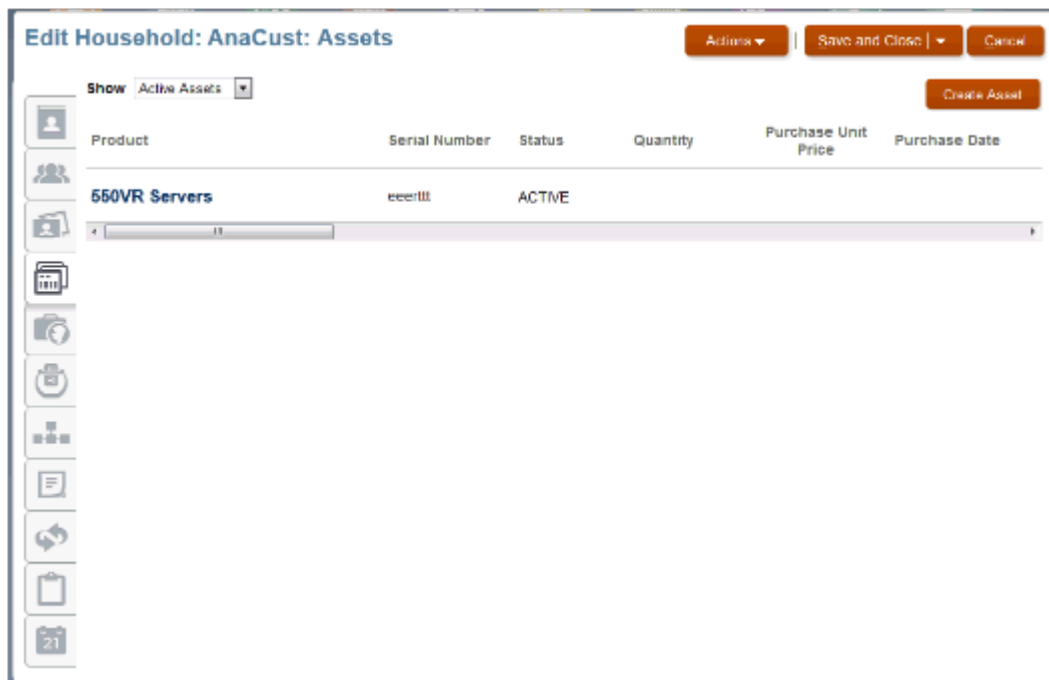 Edit Household: AnaCust: Assets
Actions
Save and Close
Cancel
Show Active Assets
Create Asset
Product Serial Number Status Quantity Purchase Unit Price Purchase Date
550VR Servers eeerttt ACTIVE
21